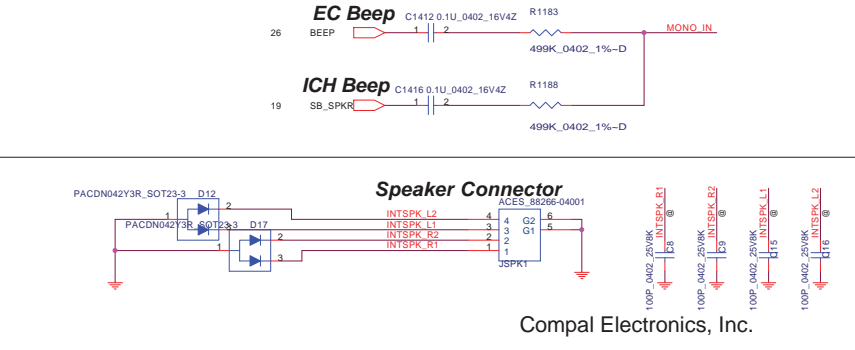 EC Beep
C1412 0.1U_0402_16V4Z
R1183
26 BEEP
1 2
499K_0402_1%~D
MONO_IN
ICH Beep
C1416 0.1U_0402_16V4Z
R1188
19 SB_SPKR
1 2
499K_0402_1%~D
Speaker Connector
PACDN042Y3R_SOT23-3 D12
ACES_88266-04001
1 2
3
PACDN042Y3R_SOT23-3 D17
1 2
3
INTSPK_L2 4 4 G2 6
INTSPK_L1 3 3 G1 5
INTSPK_R2 2 2
INTSPK_R1 1 1
JSPK1
INTSPK_R1
@
C8
100P_0402_25V8K
INTSPK_R2
@
C9
100P_0402_25V8K
INTSPK_L1
@
C15
100P_0402_25V8K
INTSPK_L2
@
C16
100P_0402_25V8K
Compal Electronics, Inc.